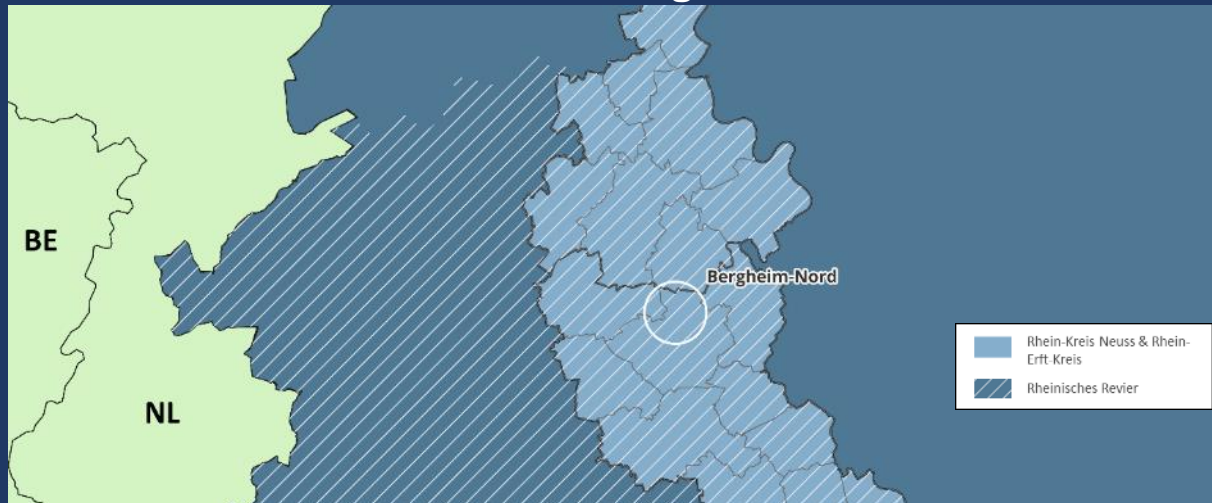 BE
Bergheim-Nord
NL
Rhein-Kreis Neuss & Rhein-
Erft-Kreis
Rheinisches Revier